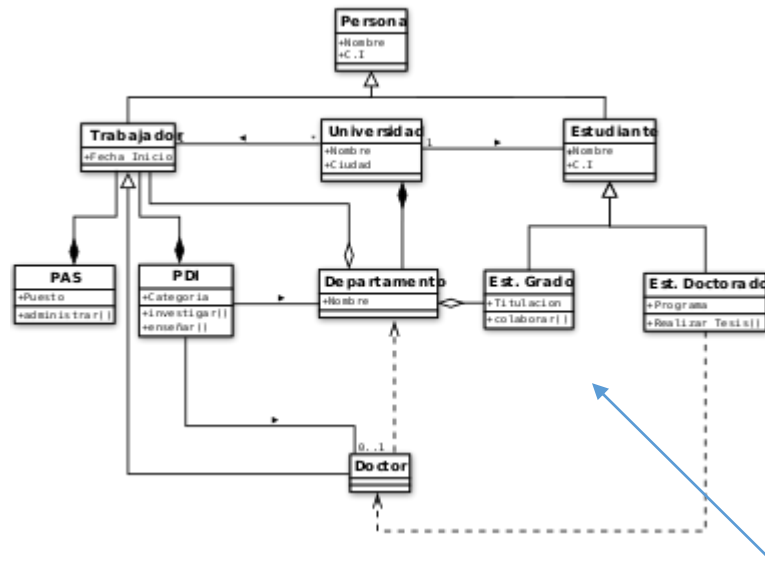 Persona
+Nombre
+C.I
Trabajador
+Fecha Inicio
*
Universidad
+Nombre
+Ciudad
1
Estudiante
+Nombre
+C.I
PAS
+Puesto
+administrar()
PDI
+Categoria
+investigar()
+enseñar()
Departamento
+Nombre
Est. Grado
+Titulacion
+colaborar()
Est. Doctorado
+Programa
+Realizar Tesis()
0..1
Doctor